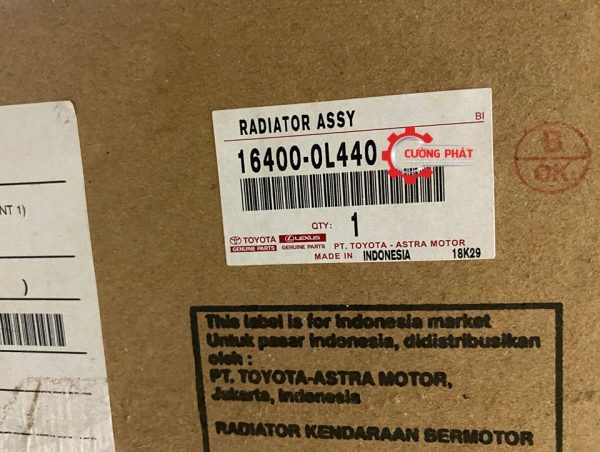 RADIATOR ASSY
BI
16400-0L440
CƯỜNG PHÁT
QTY: 1
TOYOTA
GENUINE PARTS
LEXUS
GENUINE PARTS
PT. TOYOTA - ASTRA MOTOR
MADE IN INDONESIA 18K29
B
OK
NT 1)
)
This label is for Indonesia market
Untuk pasar Indonesia, didistribusikan
oleh :
PT. TOYOTA-ASTRA MOTOR,
Jakarta, Indonesia
RADIATOR KENDARAAN BERMOTOR